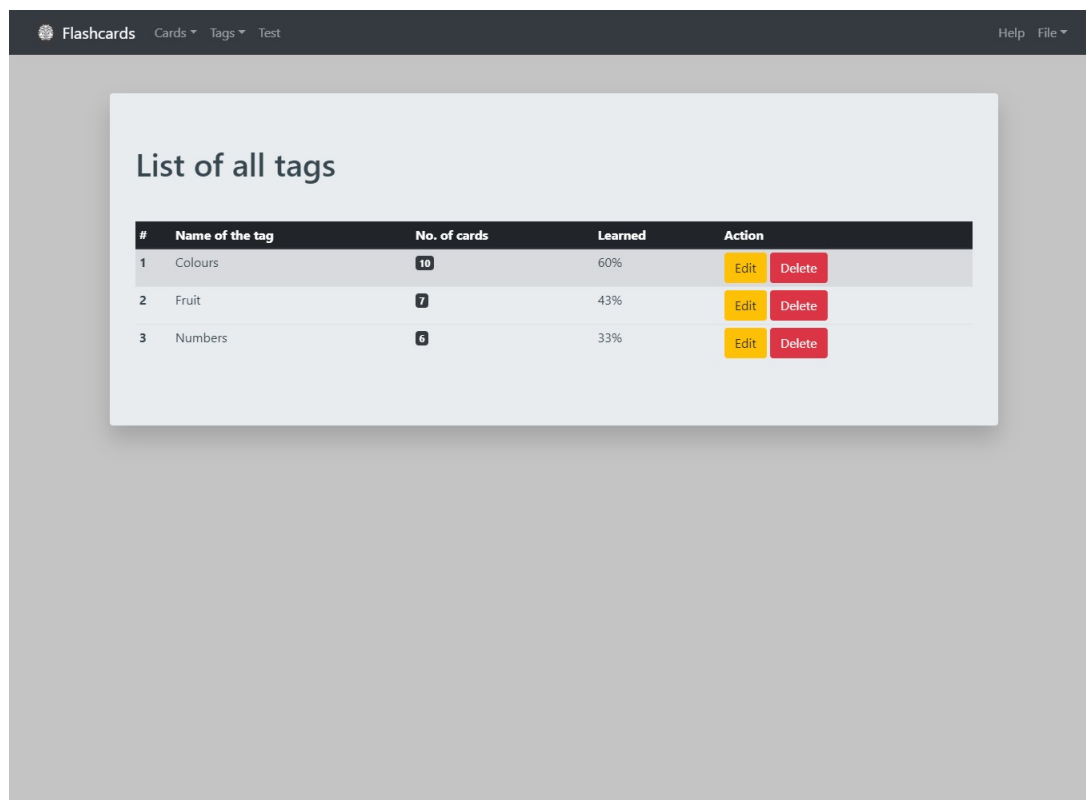 Flashcards Cards Tags Test Help File
List of all tags
# Name of the tag No. of cards Learned Action
1 Colours 10 60% Edit Delete
2 Fruit 7 43% Edit Delete
3 Numbers 6 33% Edit Delete